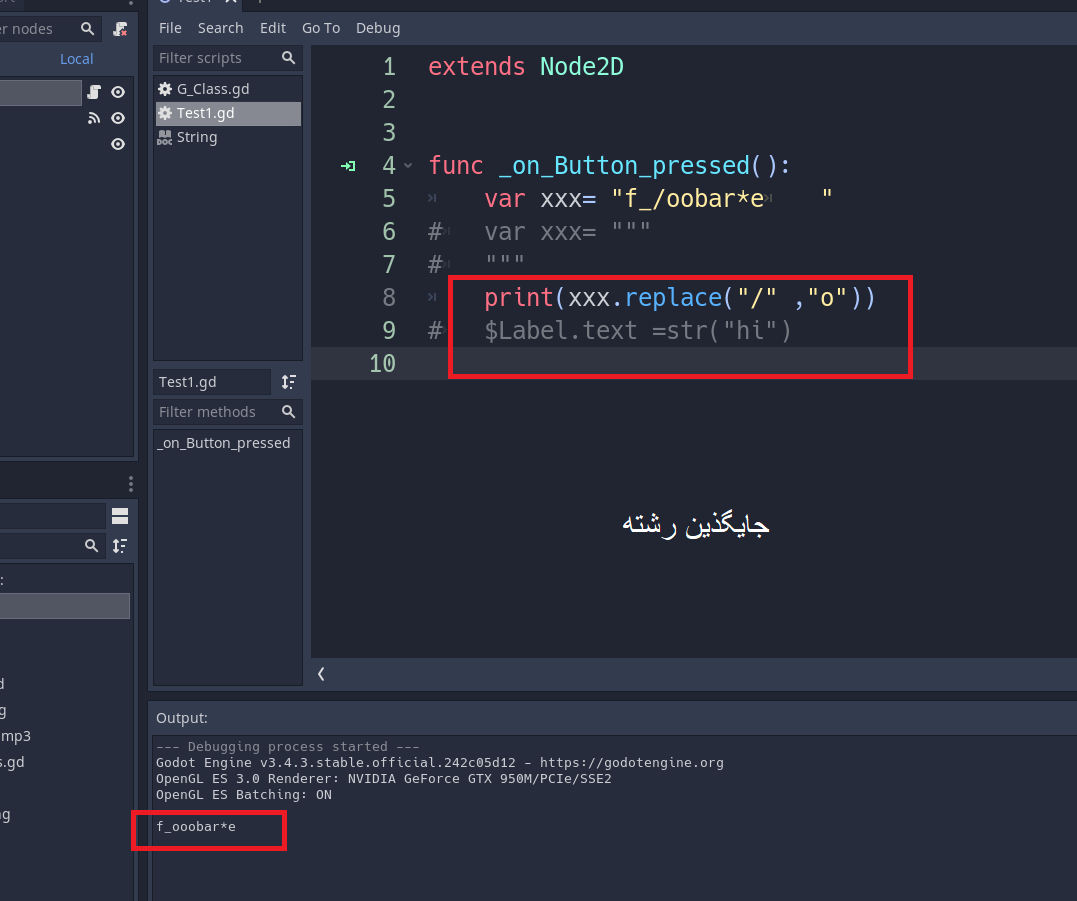 Test1
File Search Edit Go To Debug
er nodes
Local
Filter scripts
G_Class.gd
Test1.gd
String
Test1.gd
Filter methods
_on_Button_pressed
1 extends Node2D
2
3
4 func _on_Button_pressed():
5 var xxx= "f_/oobar*e    "
6 # var xxx= """
7 # """
8 print(xxx.replace("/" ,"o"))
9 # $Label.text =str("hi")
10
جایگذین رشته
:
d
g
mp3
s.gd
ng
Output:
--- Debugging process started ---
Godot Engine v3.4.3.stable.official.242c05d12 - https://godotengine.org
OpenGL ES 3.0 Renderer: NVIDIA GeForce GTX 950M/PCIe/SSE2
OpenGL ES Batching: ON
f_ooobar*e